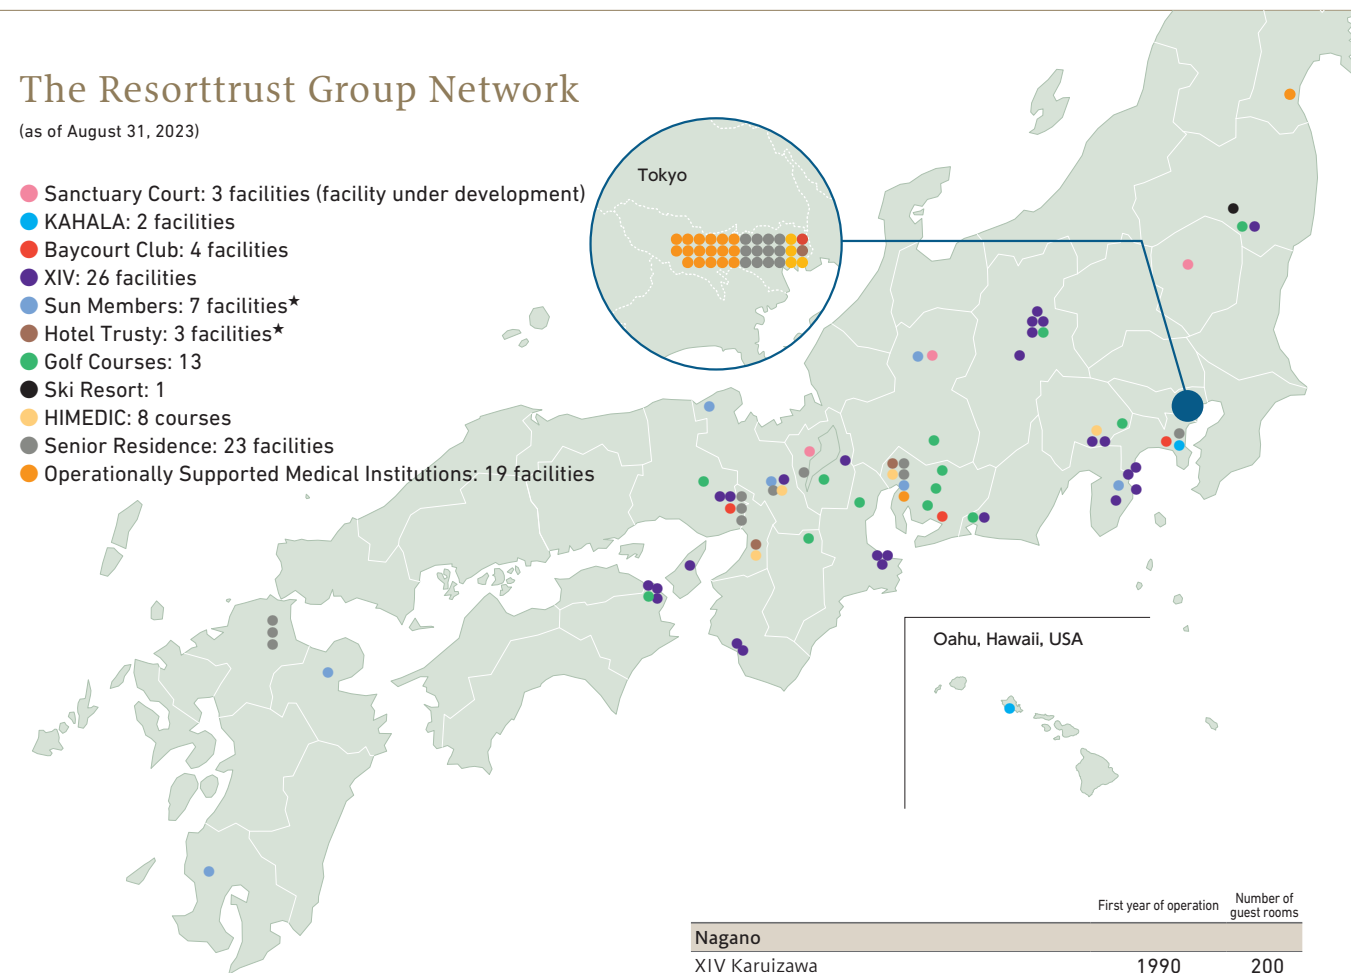 The Resorttrust Group Network
(as of August 31, 2023)
Sanctuary Court: 3 facilities (facility under development)
KAHALA: 2 facilities
Baycourt Club: 4 facilities
XIV: 26 facilities
Sun Members: 7 facilities★
Hotel Trusty: 3 facilities★
Golf Courses: 13
Ski Resort: 1
HIMEDIC: 8 courses
Senior Residence: 23 facilities
Operationally Supported Medical Institutions: 19 facilities
Tokyo
Oahu, Hawaii, USA
First year of operation Number of guest rooms
Nagano
XIV Karuizawa 1990 200